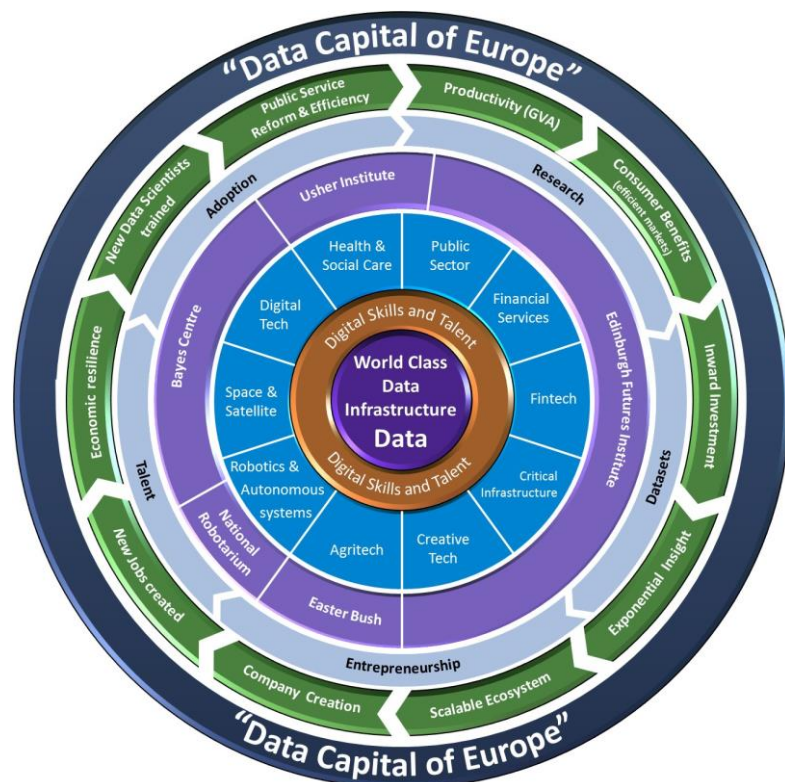 “Data Capital of Europe”
Public Service
Reform & Efficiency
Productivity (GVA)
Consumer Benefits
(efficient markets)
Inward Investment
Exponential Insight
Scalable Ecosystem
Company Creation
New Jobs created
Economic resilience
New Data Scientists
trained
Adoption
Research
Datasets
Entrepreneurship
Talent
Usher Institute
Edinburgh Futures Institute
Easter Bush
National
Robotarium
Bayes Centre
Health &
Social Care
Public
Sector
Financial
Services
Fintech
Critical
Infrastructure
Creative
Tech
Agritech
Robotics &
Autonomous
systems
Space &
Satellite
Digital
Tech
Digital Skills and Talent
World Class
Data
Infrastructure
Data
Digital Skills and Talent
“Data Capital of Europe”